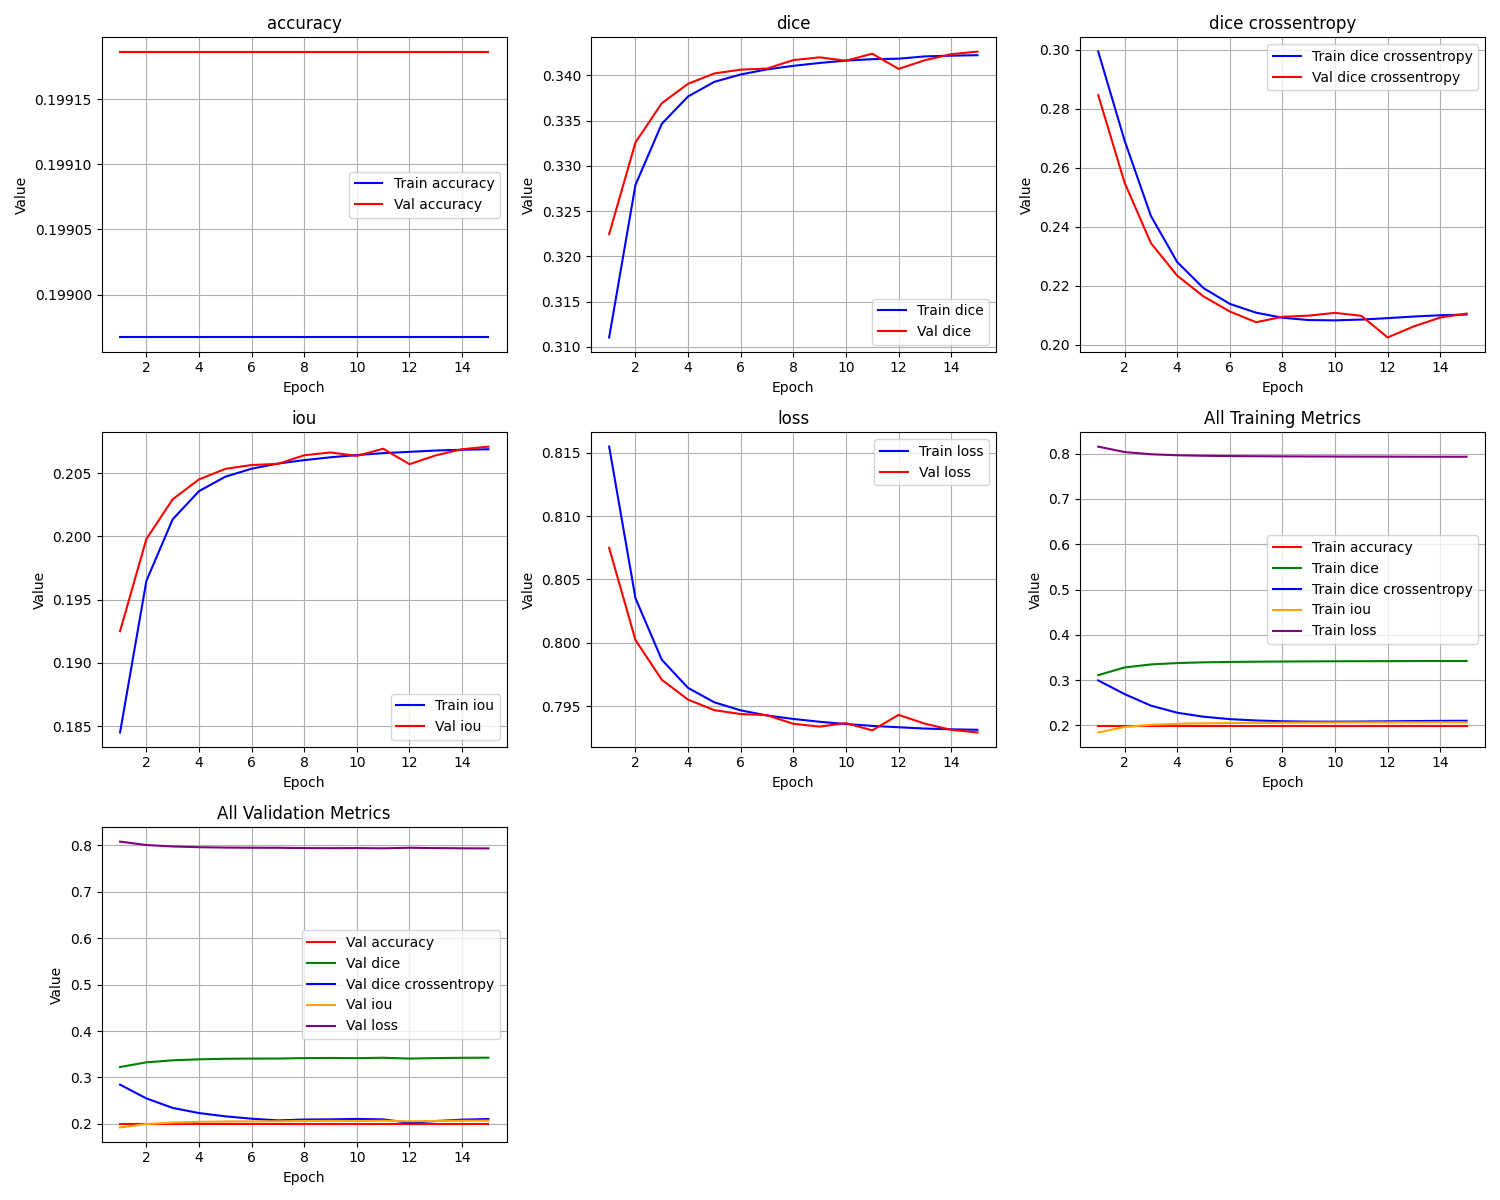 accuracy
Value
0.19915
0.19910
0.19905
0.19900
Train accuracy
Val accuracy
2 4 6 8 10 12 14
Epoch
dice
Value
0.340
0.335
0.330
0.325
0.320
0.315
0.310
Train dice
Val dice
2 4 6 8 10 12 14
Epoch
dice crossentropy
Value
0.30
0.28
0.26
0.24
0.22
0.20
Train dice crossentropy
Val dice crossentropy
2 4 6 8 10 12 14
Epoch
iou
Value
0.205
0.200
0.195
0.190
0.185
Train iou
Val iou
2 4 6 8 10 12 14
Epoch
loss
Value
0.815
0.810
0.805
0.800
0.795
Train loss
Val loss
2 4 6 8 10 12 14
Epoch
All Training Metrics
Value
0.8
0.7
0.6
0.5
0.4
0.3
0.2
Train accuracy
Train dice
Train dice crossentropy
Train iou
Train loss
2 4 6 8 10 12 14
Epoch
All Validation Metrics
Value
0.8
0.7
0.6
0.5
0.4
0.3
0.2
Val accuracy
Val dice
Val dice crossentropy
Val iou
Val loss
2 4 6 8 10 12 14
Epoch